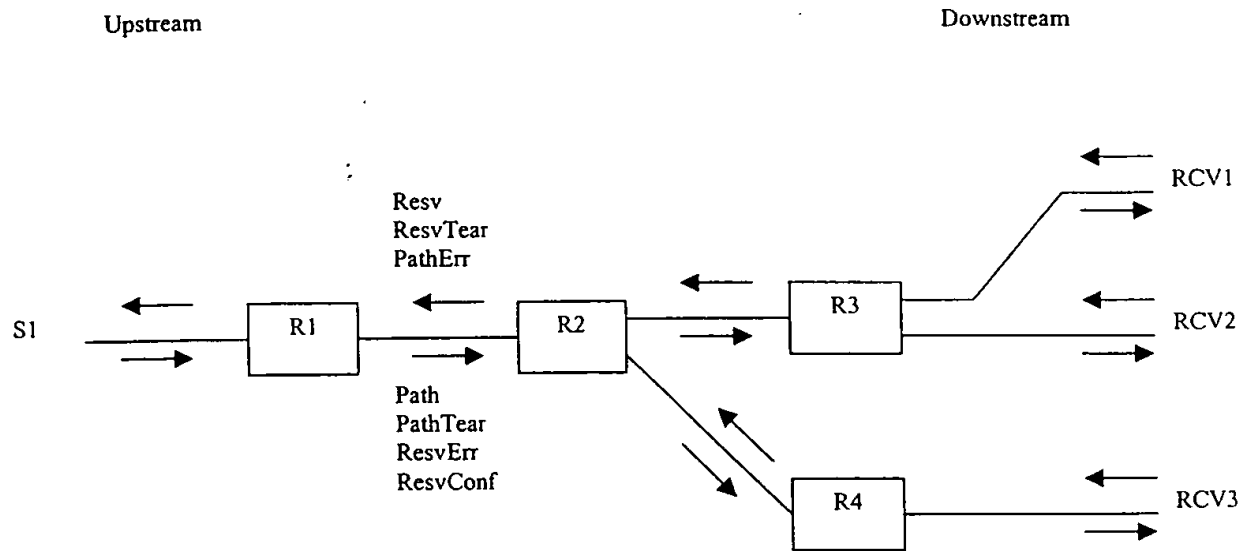 Upstream
Downstream
RCV1
Resv
ResvTear
PathErr
S1
R1
R2
R3
RCV2
Path
PathTear
ResvErr
ResvConf
R4
RCV3